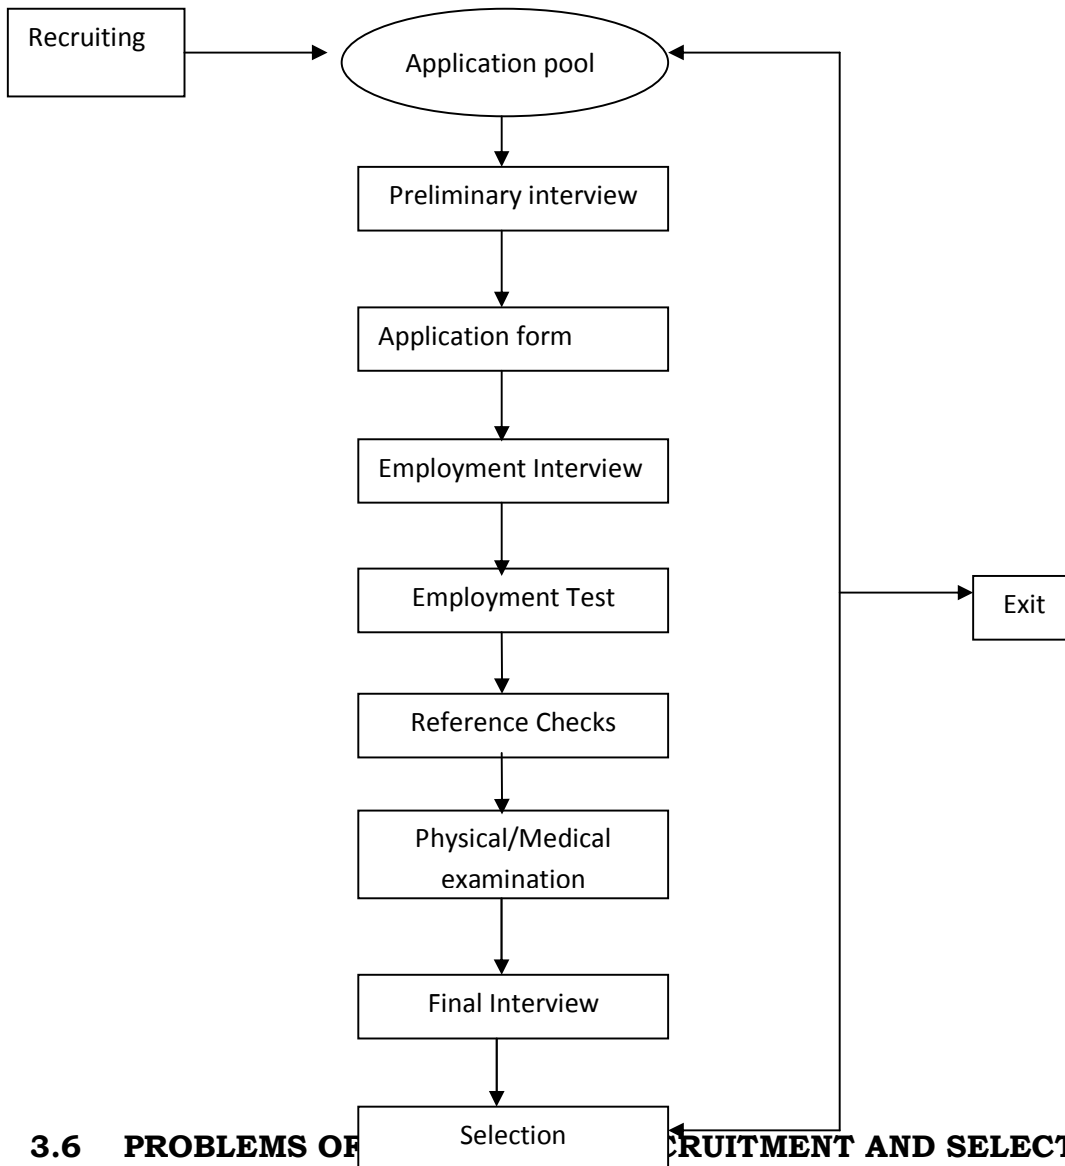 Recruiting
Application pool
Preliminary interview
Application form
Employment Interview
Employment Test
Exit
Reference Checks
Physical/Medical
examination
Final Interview
Selection
3.6 PROBLEMS OF CRUITMENT AND SELECT